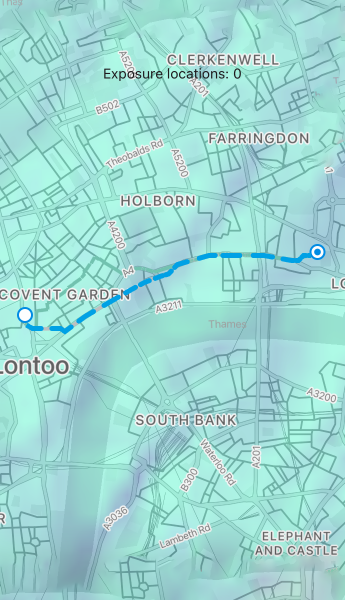 CLERKENWELL
Exposure locations: 0
A201
B502
FARRINGDON
Theobalds Rd
A5200
HOLBORN
A4200
A4
COVENT GARDEN
A3211
Thames
Lontoo
A3200
SOUTH BANK
Waterloo Rd
A201
B300
A3036
Lambeth Rd
ELEPHANT
AND CASTLE